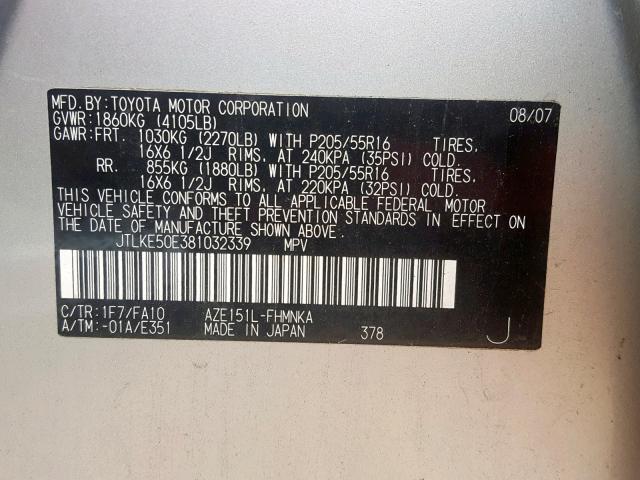 MFD.BY:TOYOTA MOTOR CORPORATION 08/07
GVWR:1860KG (4105LB)
GAWR:FRT. 1030KG (2270LB) WITH P205/55R16 TIRES,
16X6 1/2J RIMS, AT 240KPA (35PSI) COLD.
RR. 855KG (1880LB) WITH P205/55R16 TIRES,
16X6 1/2J RIMS, AT 220KPA (32PSI) COLD.
THIS VEHICLE CONFORMS TO ALL APPLICABLE FEDERAL MOTOR
VEHICLE SAFETY AND THEFT PREVENTION STANDARDS IN EFFECT ON
THE DATE OF MANUFACTURE SHOWN ABOVE.
JTLKE50E381032339 MPV
C/TR:1F7/FA10 AZE151L-FHMNKA
A/TM:-01A/E351 MADE IN JAPAN 378 J